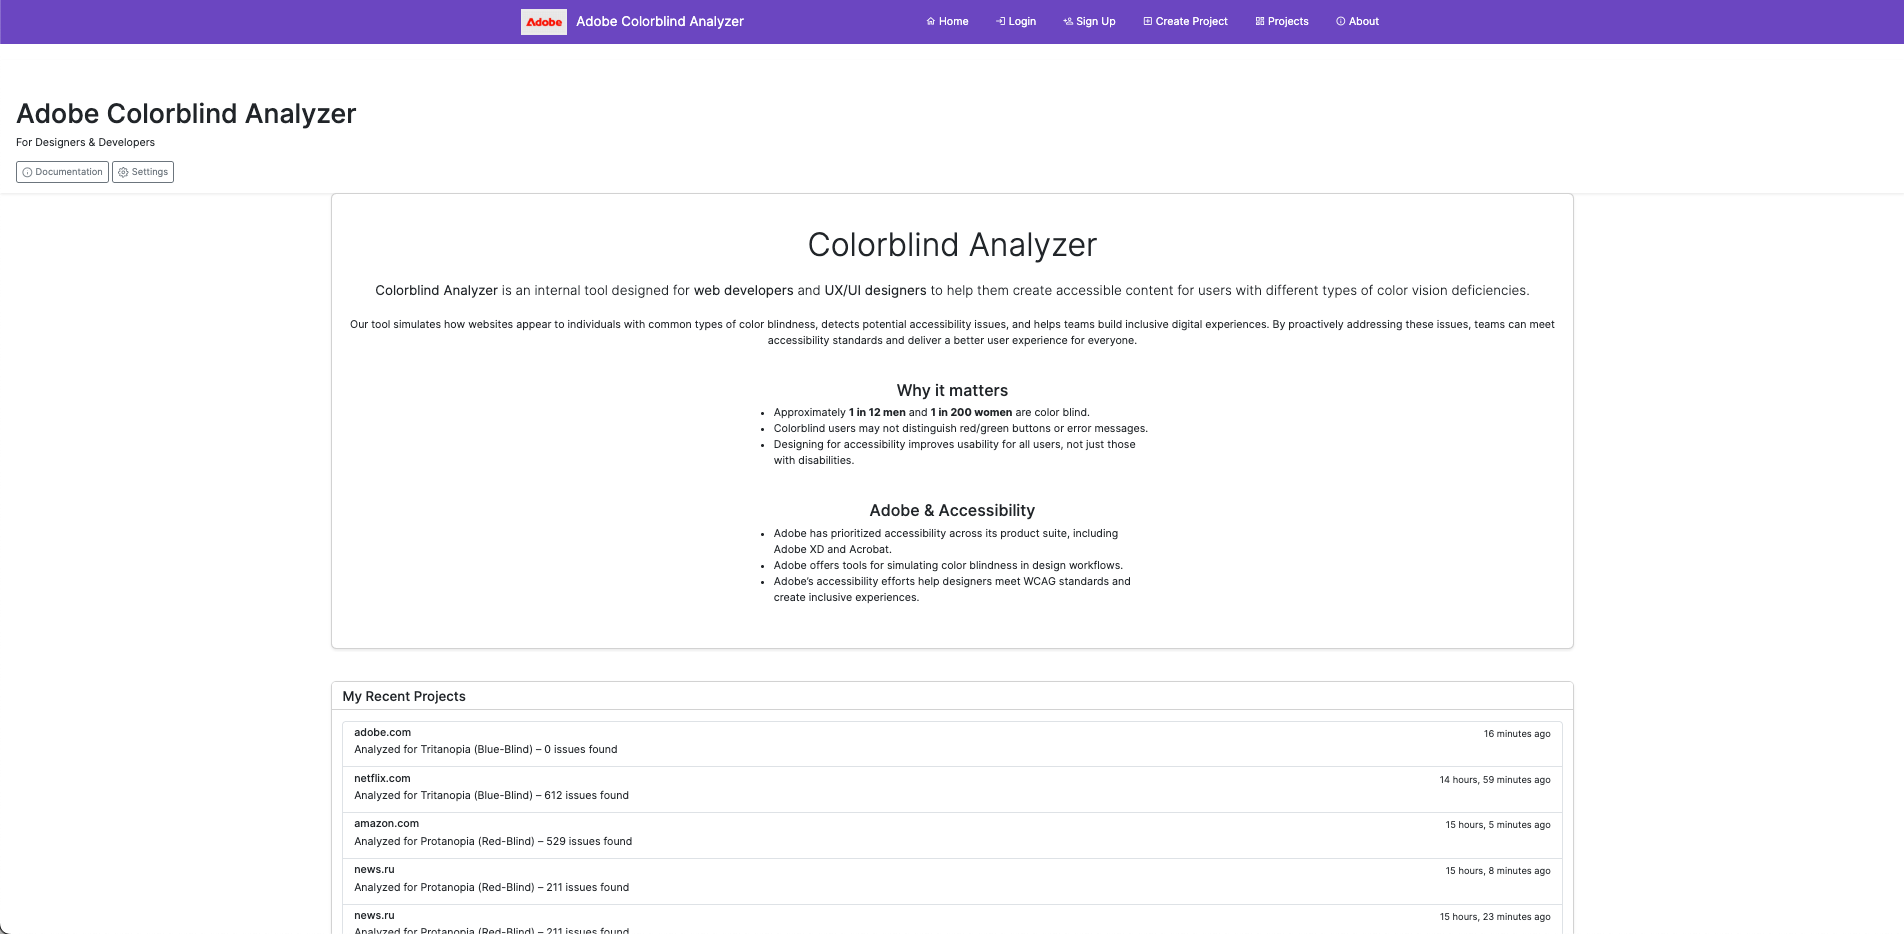 Adobe Adobe Colorblind Analyzer Home Login Sign Up Create Project Projects About
Adobe Colorblind Analyzer
For Designers & Developers
Documentation Settings
Colorblind Analyzer
Colorblind Analyzer is an internal tool designed for web developers and UX/UI designers to help them create accessible content for users with different types of color vision deficiencies.
Our tool simulates how websites appear to individuals with common types of color blindness, detects potential accessibility issues, and helps teams build inclusive digital experiences. By proactively addressing these issues, teams can meet
accessibility standards and deliver a better user experience for everyone.
Why it matters
• Approximately 1 in 12 men and 1 in 200 women are color blind.
• Colorblind users may not distinguish red/green buttons or error messages.
• Designing for accessibility improves usability for all users, not just those
with disabilities.
Adobe & Accessibility
• Adobe has prioritized accessibility across its product suite, including
Adobe XD and Acrobat.
• Adobe offers tools for simulating color blindness in design workflows.
• Adobe's accessibility efforts help designers meet WCAG standards and
create inclusive experiences.
My Recent Projects
adobe.com 16 minutes ago
Analyzed for Tritanopia (Blue-Blind) – 0 issues found
netflix.com 14 hours, 59 minutes ago
Analyzed for Tritanopia (Blue-Blind) – 612 issues found
amazon.com 15 hours, 5 minutes ago
Analyzed for Protanopia (Red-Blind) – 529 issues found
news.ru 15 hours, 8 minutes ago
Analyzed for Protanopia (Red-Blind) – 211 issues found
news.ru 15 hours, 23 minutes ago
Analyzed for Protanopia (Red-Blind) – 211 issues found